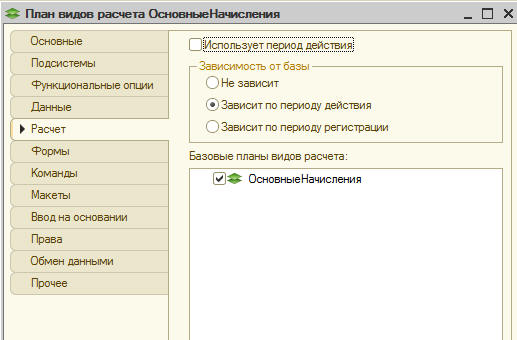 План видов расчета ОсновныеНачисления
Основные
Подсистемы
Функциональные опции
Данные
Расчет
Формы
Команды
Макеты
Ввод на основании
Права
Обмен данными
Прочее
Использует период действия
Зависимость от базы
Не зависит
Зависит по периоду действия
Зависит по периоду регистрации
Базовые планы видов расчета:
ОсновныеНачисления